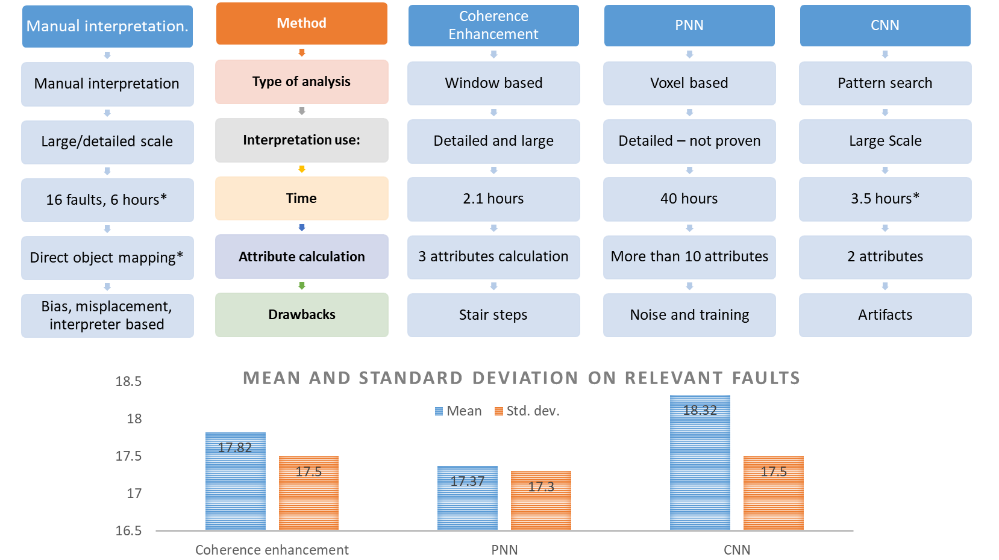 Manual interpretation.
Method
Coherence
Enhancement
PNN
CNN
Manual interpretation
Type of analysis
Window based
Voxel based
Pattern search
Large/detailed scale
Interpretation use:
Detailed and large
Detailed – not proven
Large Scale
16 faults, 6 hours*
Time
2.1 hours
40 hours
3.5 hours*
Direct object mapping*
Attribute calculation
3 attributes calculation
More than 10 attributes
2 attributes
Bias, misplacement,
interpreter based
Drawbacks
Stair steps
Noise and training
Artifacts
MEAN AND STANDARD DEVIATION ON RELEVANT FAULTS
Mean
Std. dev.
18.5
18
17.5
17
16.5
17.82
17.5
17.37
17.3
18.32
17.5
Coherence enhancement
PNN
CNN